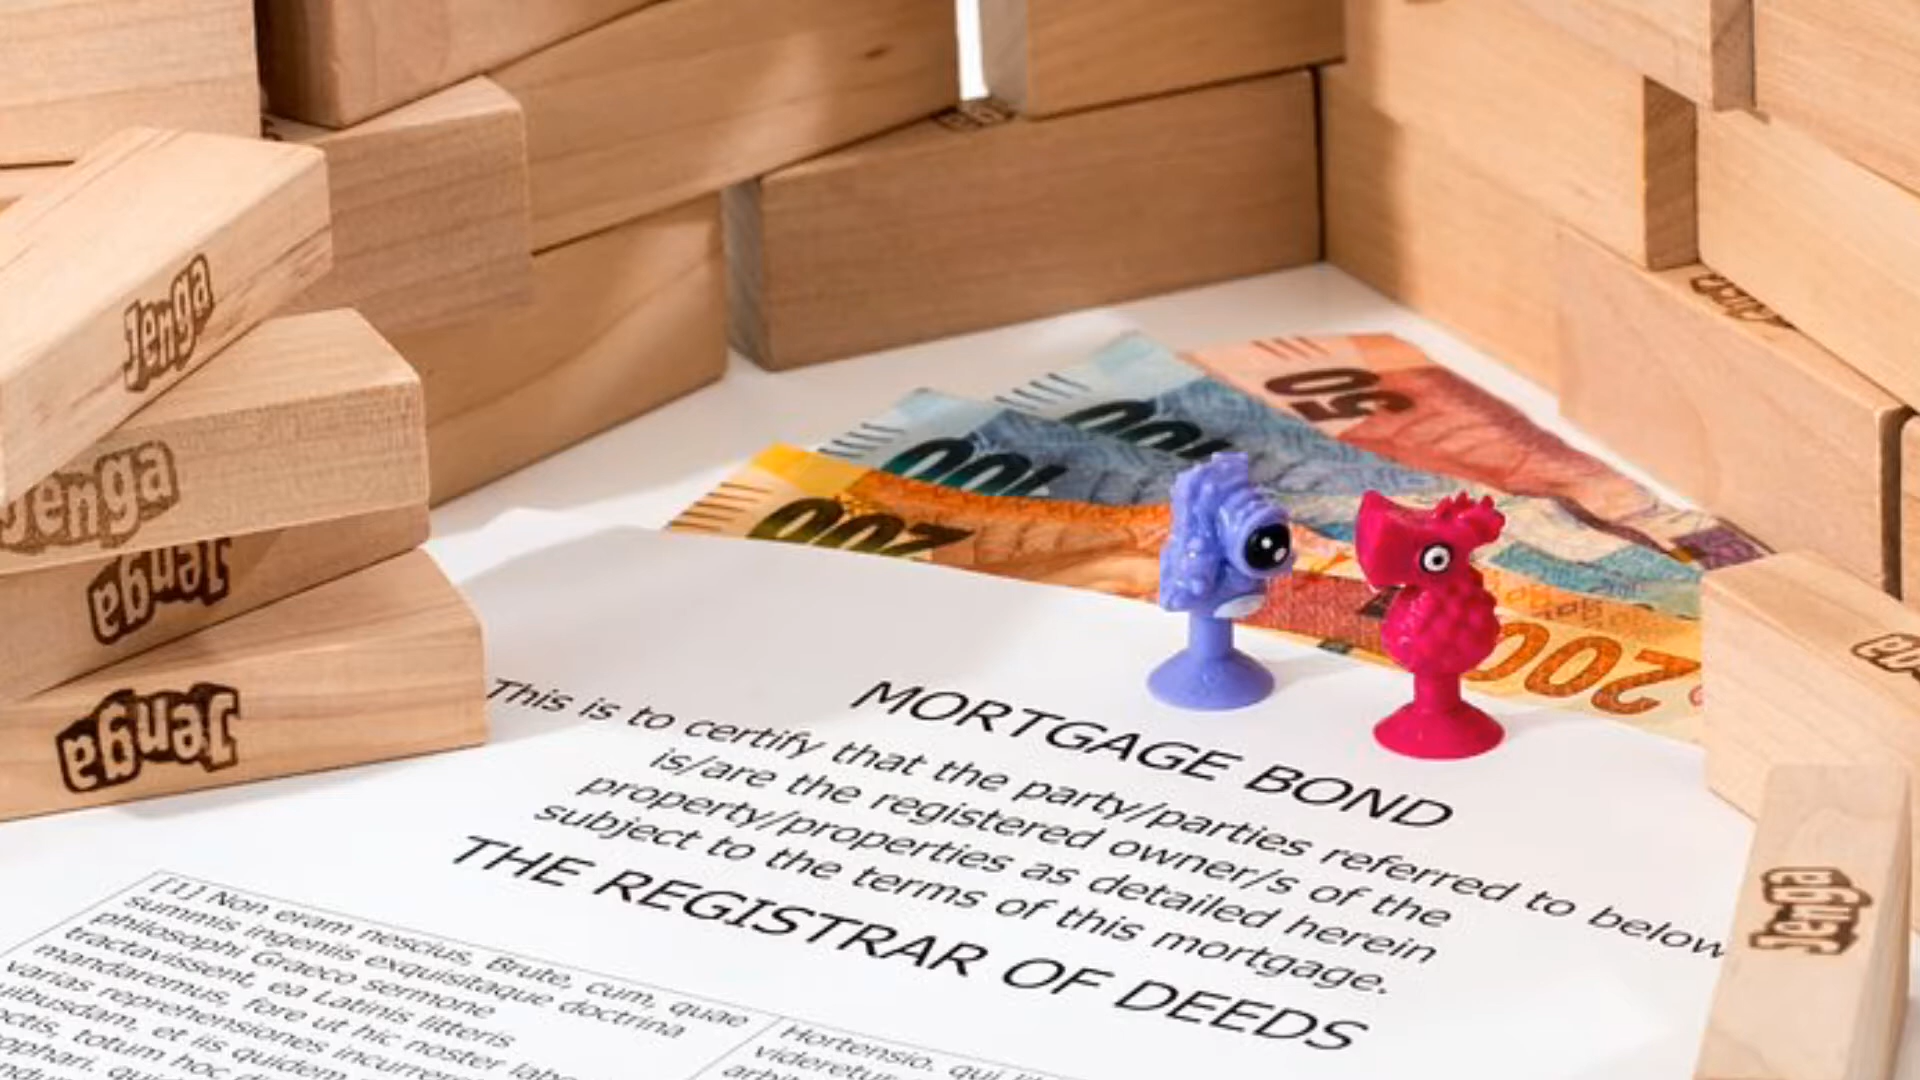 Jenga
Jenga
Jenga
Jenga
50
100
100
200
200
MORTGAGE BOND
This is to certify that the party/parties referred to below
is/are the registered owner/s of the
property/properties as detailed herein
subject to the terms of this mortgage.
THE REGISTRAR OF DEEDS
Jenga
[1] Non eram nescius, Brute, cum, quae
summis ingeniis exquisitaque doctrina
philosophi Graeco sermone
tractavissent, ea Latinis litteris
mandaremus, fore ut hic noster
varias reprehensiones
et iis quidem
totum hoc
Hortensio, qui